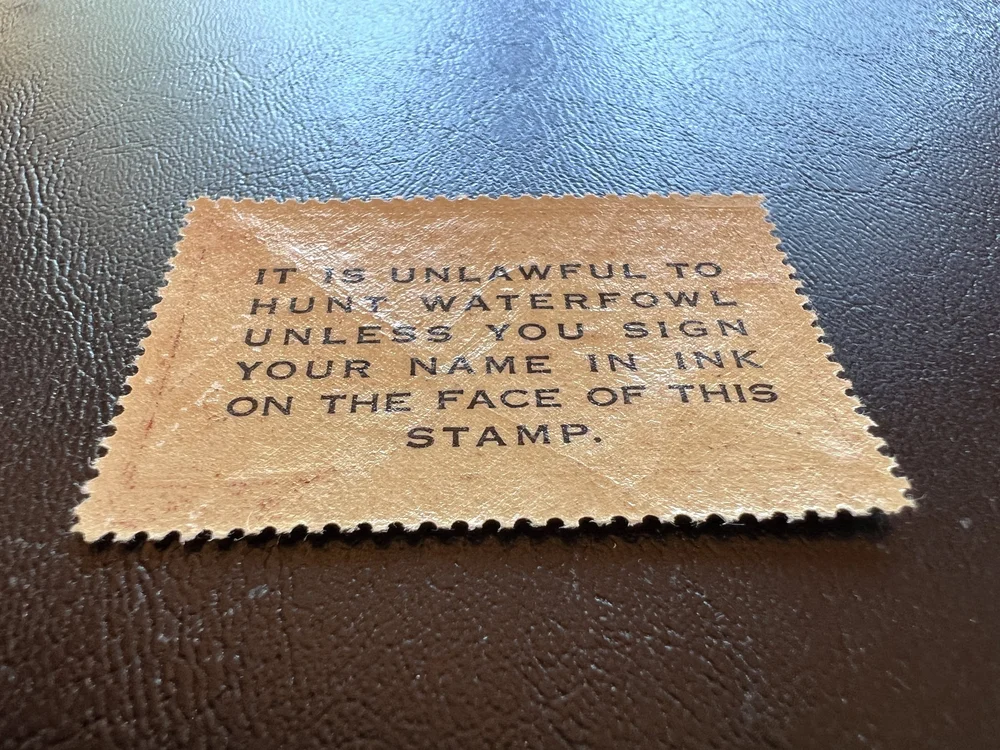 IT IS UNLAWFUL TO
HUNT WATERFOWL
UNLESS YOU SIGN
YOUR NAME IN INK
ON THE FACE OF THIS
STAMP.